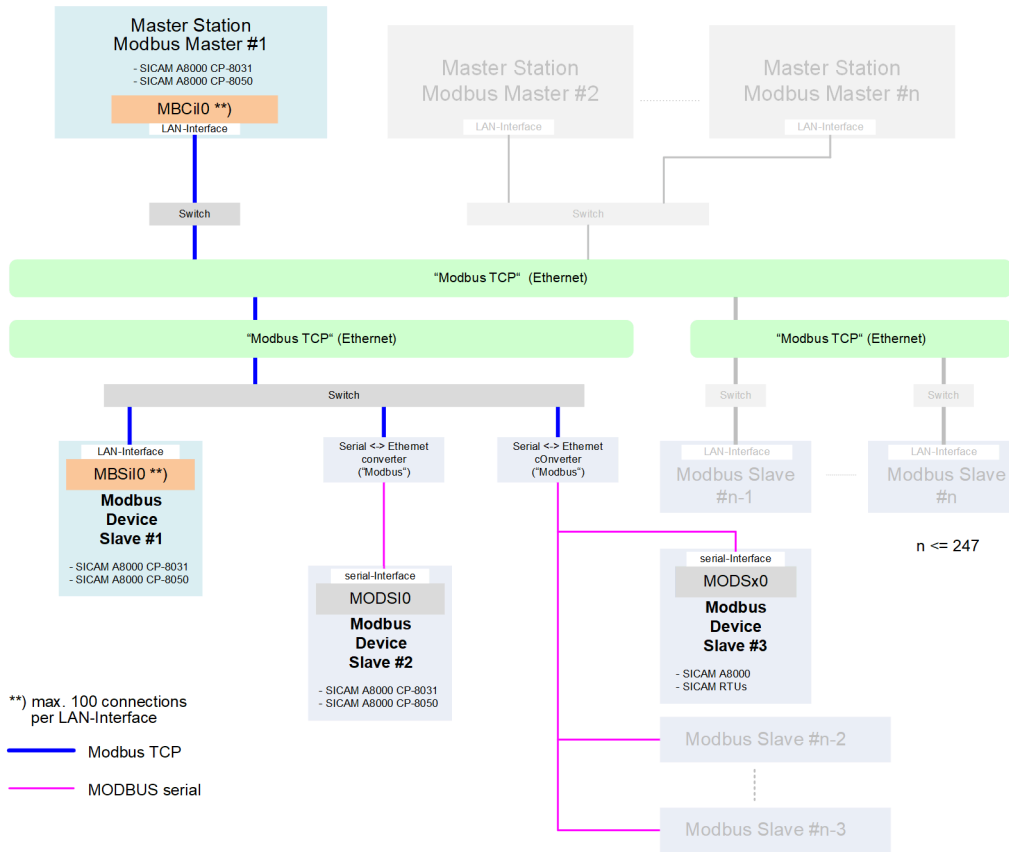 Master Station
Modbus Master #1
- SICAM A8000 CP-8031
- SICAM A8000 CP-8050
MBCiI0 **)
LAN-Interface
Master Station
Modbus Master #2
LAN-Interface
Master Station
Modbus Master #n
LAN-Interface
Switch
Switch
"Modbus TCP" (Ethernet)
"Modbus TCP" (Ethernet)
"Modbus TCP" (Ethernet)
Switch
Switch
Switch
LAN-Interface
MBSiI0 **)
Modbus
Device
Slave #1
- SICAM A8000 CP-8031
- SICAM A8000 CP-8050
Serial <-> Ethernet
converter
("Modbus")
Serial <-> Ethernet
cOnverter
("Modbus")
LAN-Interface
Modbus Slave
#n-1
LAN-Interface
Modbus Slave
#n
n <= 247
serial-Interface
MODSI0
Modbus
Device
Slave #2
- SICAM A8000 CP-8031
- SICAM A8000 CP-8050
serial-Interface
MODSx0
Modbus
Device
Slave #3
- SICAM A8000
- SICAM RTUs
Modbus Slave #n-2
Modbus Slave #n-3
**) max. 100 connections
per LAN-Interface
Modbus TCP
MODBUS serial